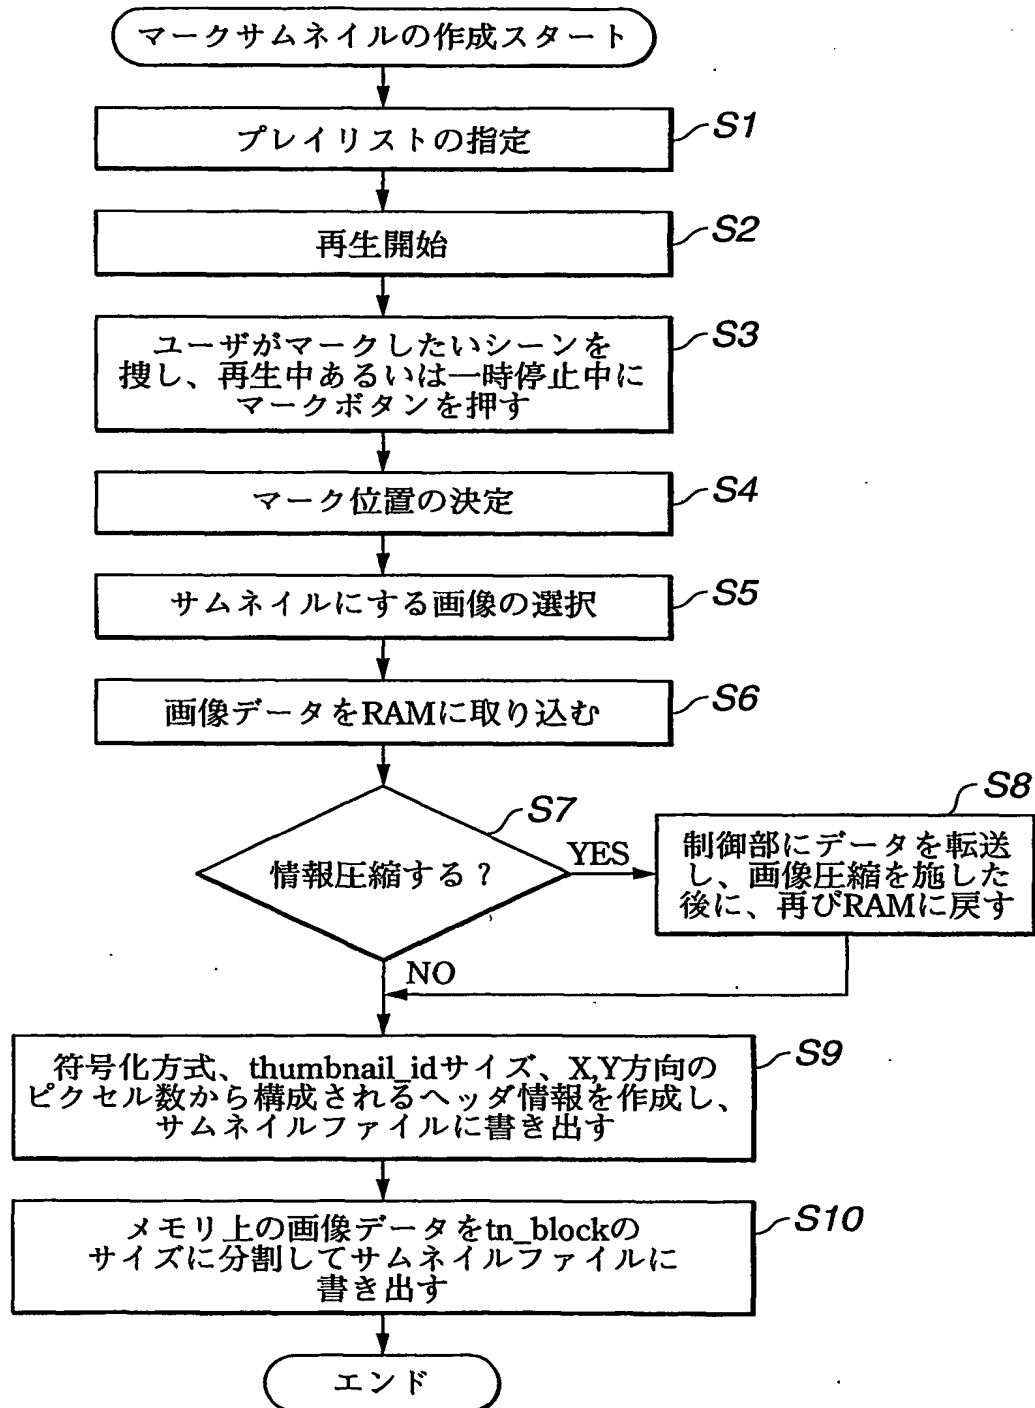 マークサムネイルの作成スタート
プレイリストの指定
S1
再生開始
S2
ユーザがマークしたいシーンを
捜し、再生中あるいは一時停止中に
マークボタンを押す
S3
マーク位置の決定
S4
サムネイルにする画像の選択
S5
画像データをRAMに取り込む
S6
情報圧縮する?
S7
YES
制御部にデータを転送
し、画像圧縮を施した
後に、再びRAMに戻す
S8
NO
符号化方式、thumbnail_idサイズ、X,Y方向の
ピクセル数から構成されるヘッダ情報を作成し、
サムネイルファイルに書き出す
S9
メモリ上の画像データをtn_blockの
サイズに分割してサムネイルファイルに
書き出す
S10
エンド